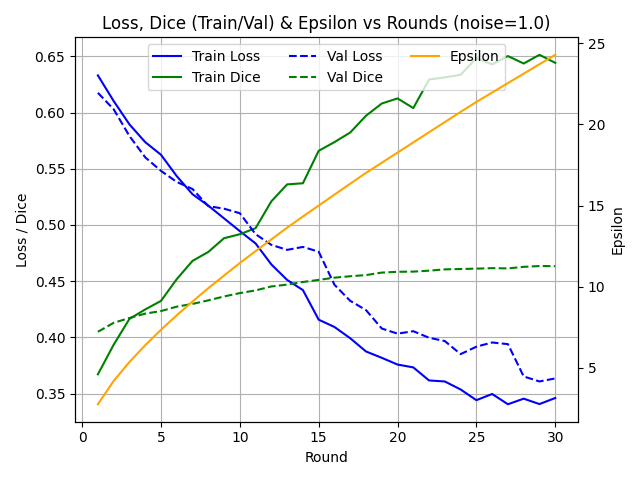 Loss, Dice (Train/Val) & Epsilon vs Rounds (noise=1.0)
Train Loss
Train Dice
Val Loss
Val Dice
Epsilon
Loss / Dice
0.65
0.60
0.55
0.50
0.45
0.40
0.35
25
20
15
10
5
Epsilon
0 5 10 15 20 25 30
Round